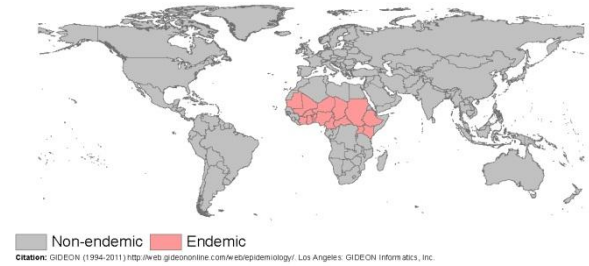 Non-endemic Endemic
Citation: GIDEON (1994-2011) http://web.gideononline.com/web/epidemiology/. Los Angeles: GIDEON Informatics, Inc.